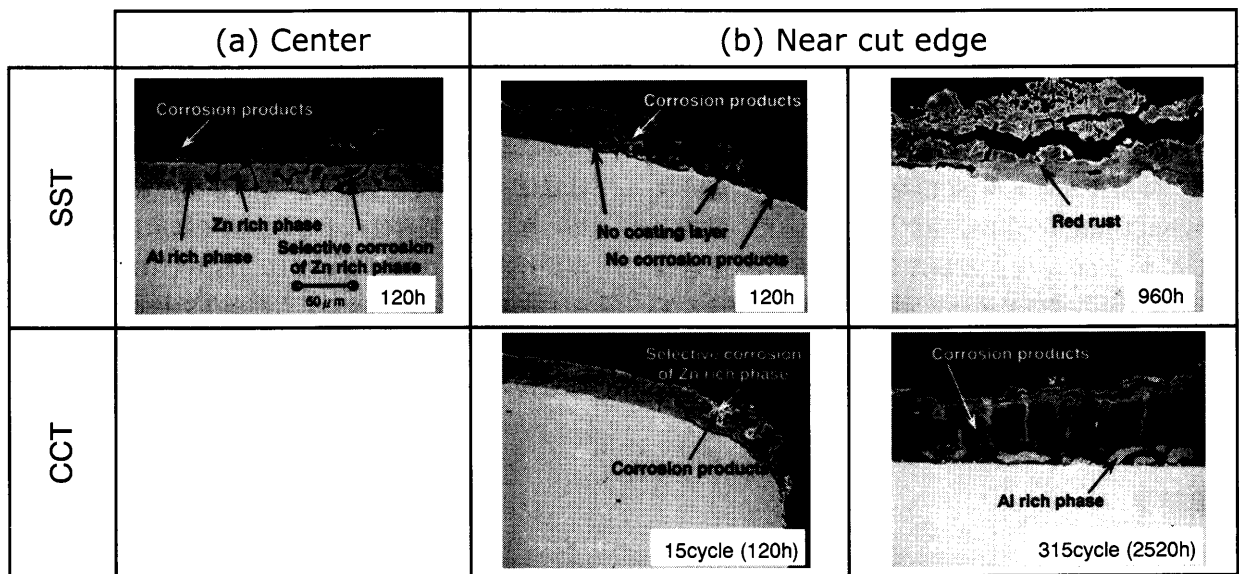 (a) Center
(b) Near cut edge
SST
Corrosion products
Zn rich phase
Al rich phase
Selective corrosion
of Zn rich phase
50 μ m
120h
Corrosion products
No coating layer
No corrosion products
120h
Red rust
960h
CCT
Selective corrosion
of Zn rich phase
Corrosion products
15cycle (120h)
Corrosion products
Al rich phase
315cycle (2520h)